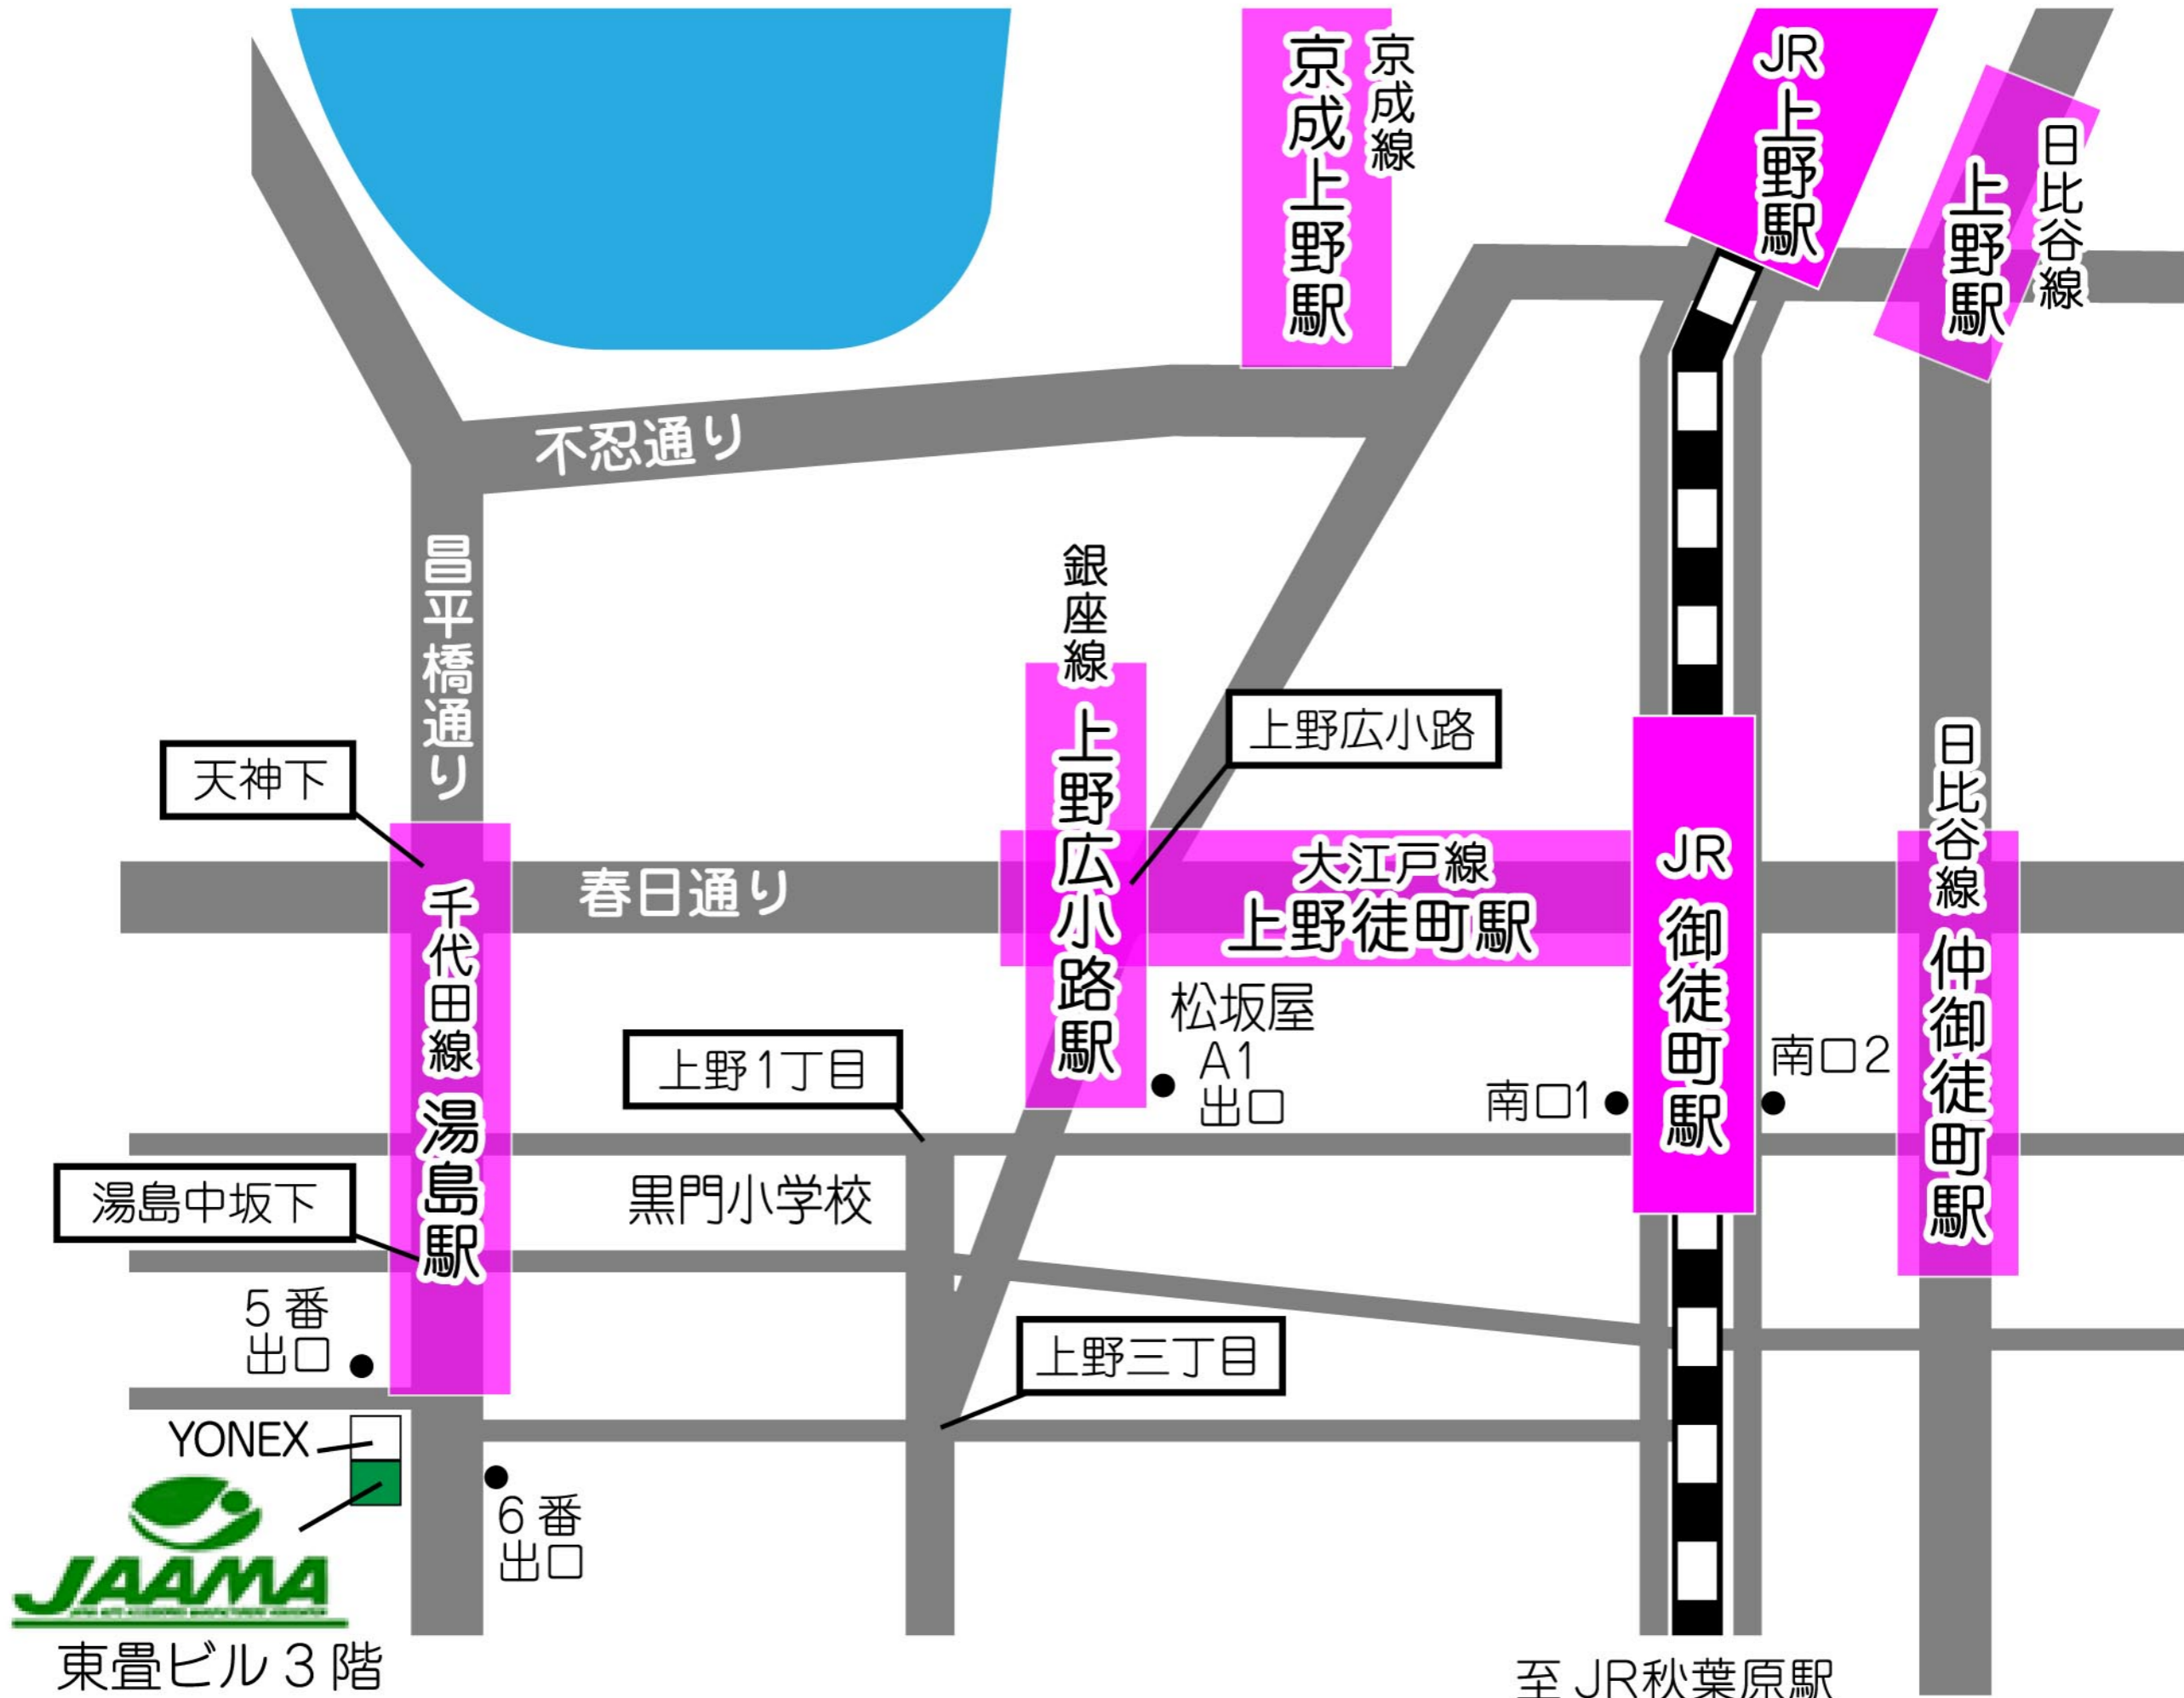 京成線
京成上野駅
JR上野駅
日比谷線
上野駅
不忍通り
昌平橋通り
銀座線 上野広小路駅
上野広小路
天神下
春日通り
大江戸線
上野徒町駅
JR 御徒町駅
日比谷線 仲御徒町駅
千代田線 湯島駅
松坂屋
A1
出口
上野1丁目
南口1
南口2
湯島中坂下
黒門小学校
5番
出口
上野三丁目
YONEX
6番
出口
JAAMA
東畳ビル3階
至JR秋葉原駅